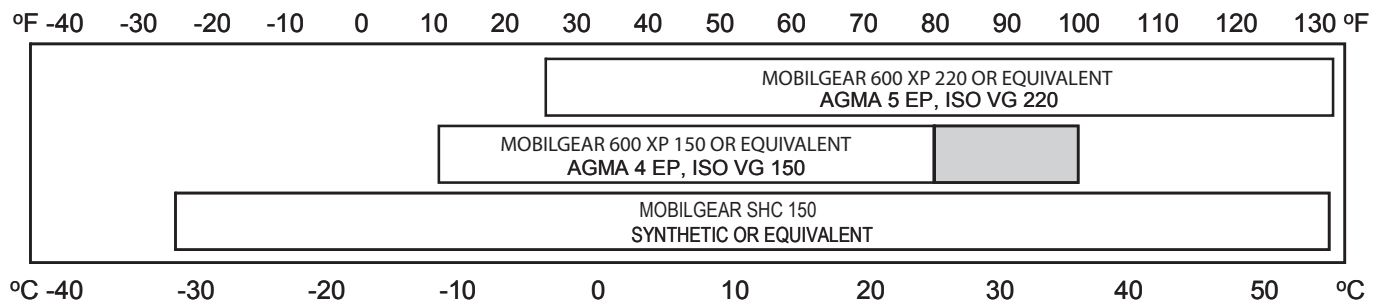 ºF -40 -30 -20 -10 0 10 20 30 40 50 60 70 80 90 100 110 120 130 ºF
MOBILGEAR 600 XP 220 OR EQUIVALENT
AGMA 5 EP, ISO VG 220
MOBILGEAR 600 XP 150 OR EQUIVALENT
AGMA 4 EP, ISO VG 150
MOBILGEAR SHC 150
SYNTHETIC OR EQUIVALENT
ºC -40 -30 -20 -10 0 10 20 30 40 50 ºC